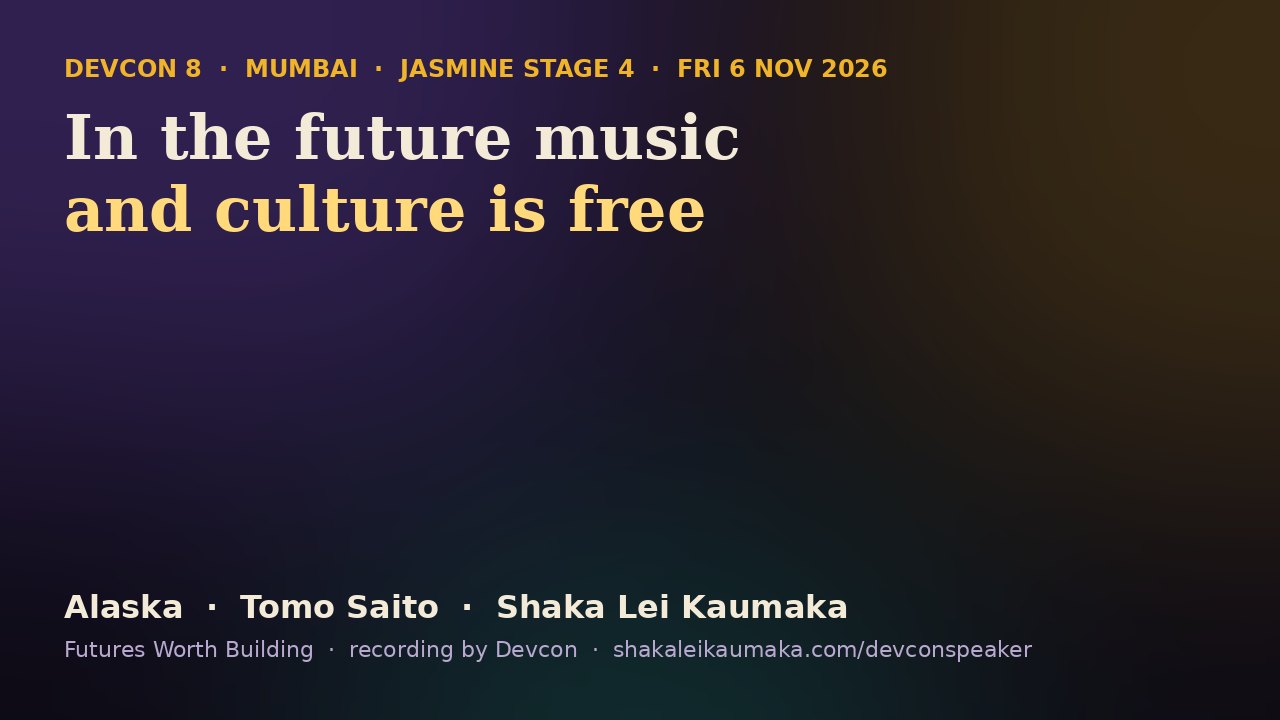 DEVCON 8 · MUMBAI · JASMINE STAGE 4 · FRI 6 NOV 2026
In the future music
and culture is free
Alaska · Tomo Saito · Shaka Lei Kaumaka
Futures Worth Building · recording by Devcon · shakaleikaumaka.com/devconspeaker